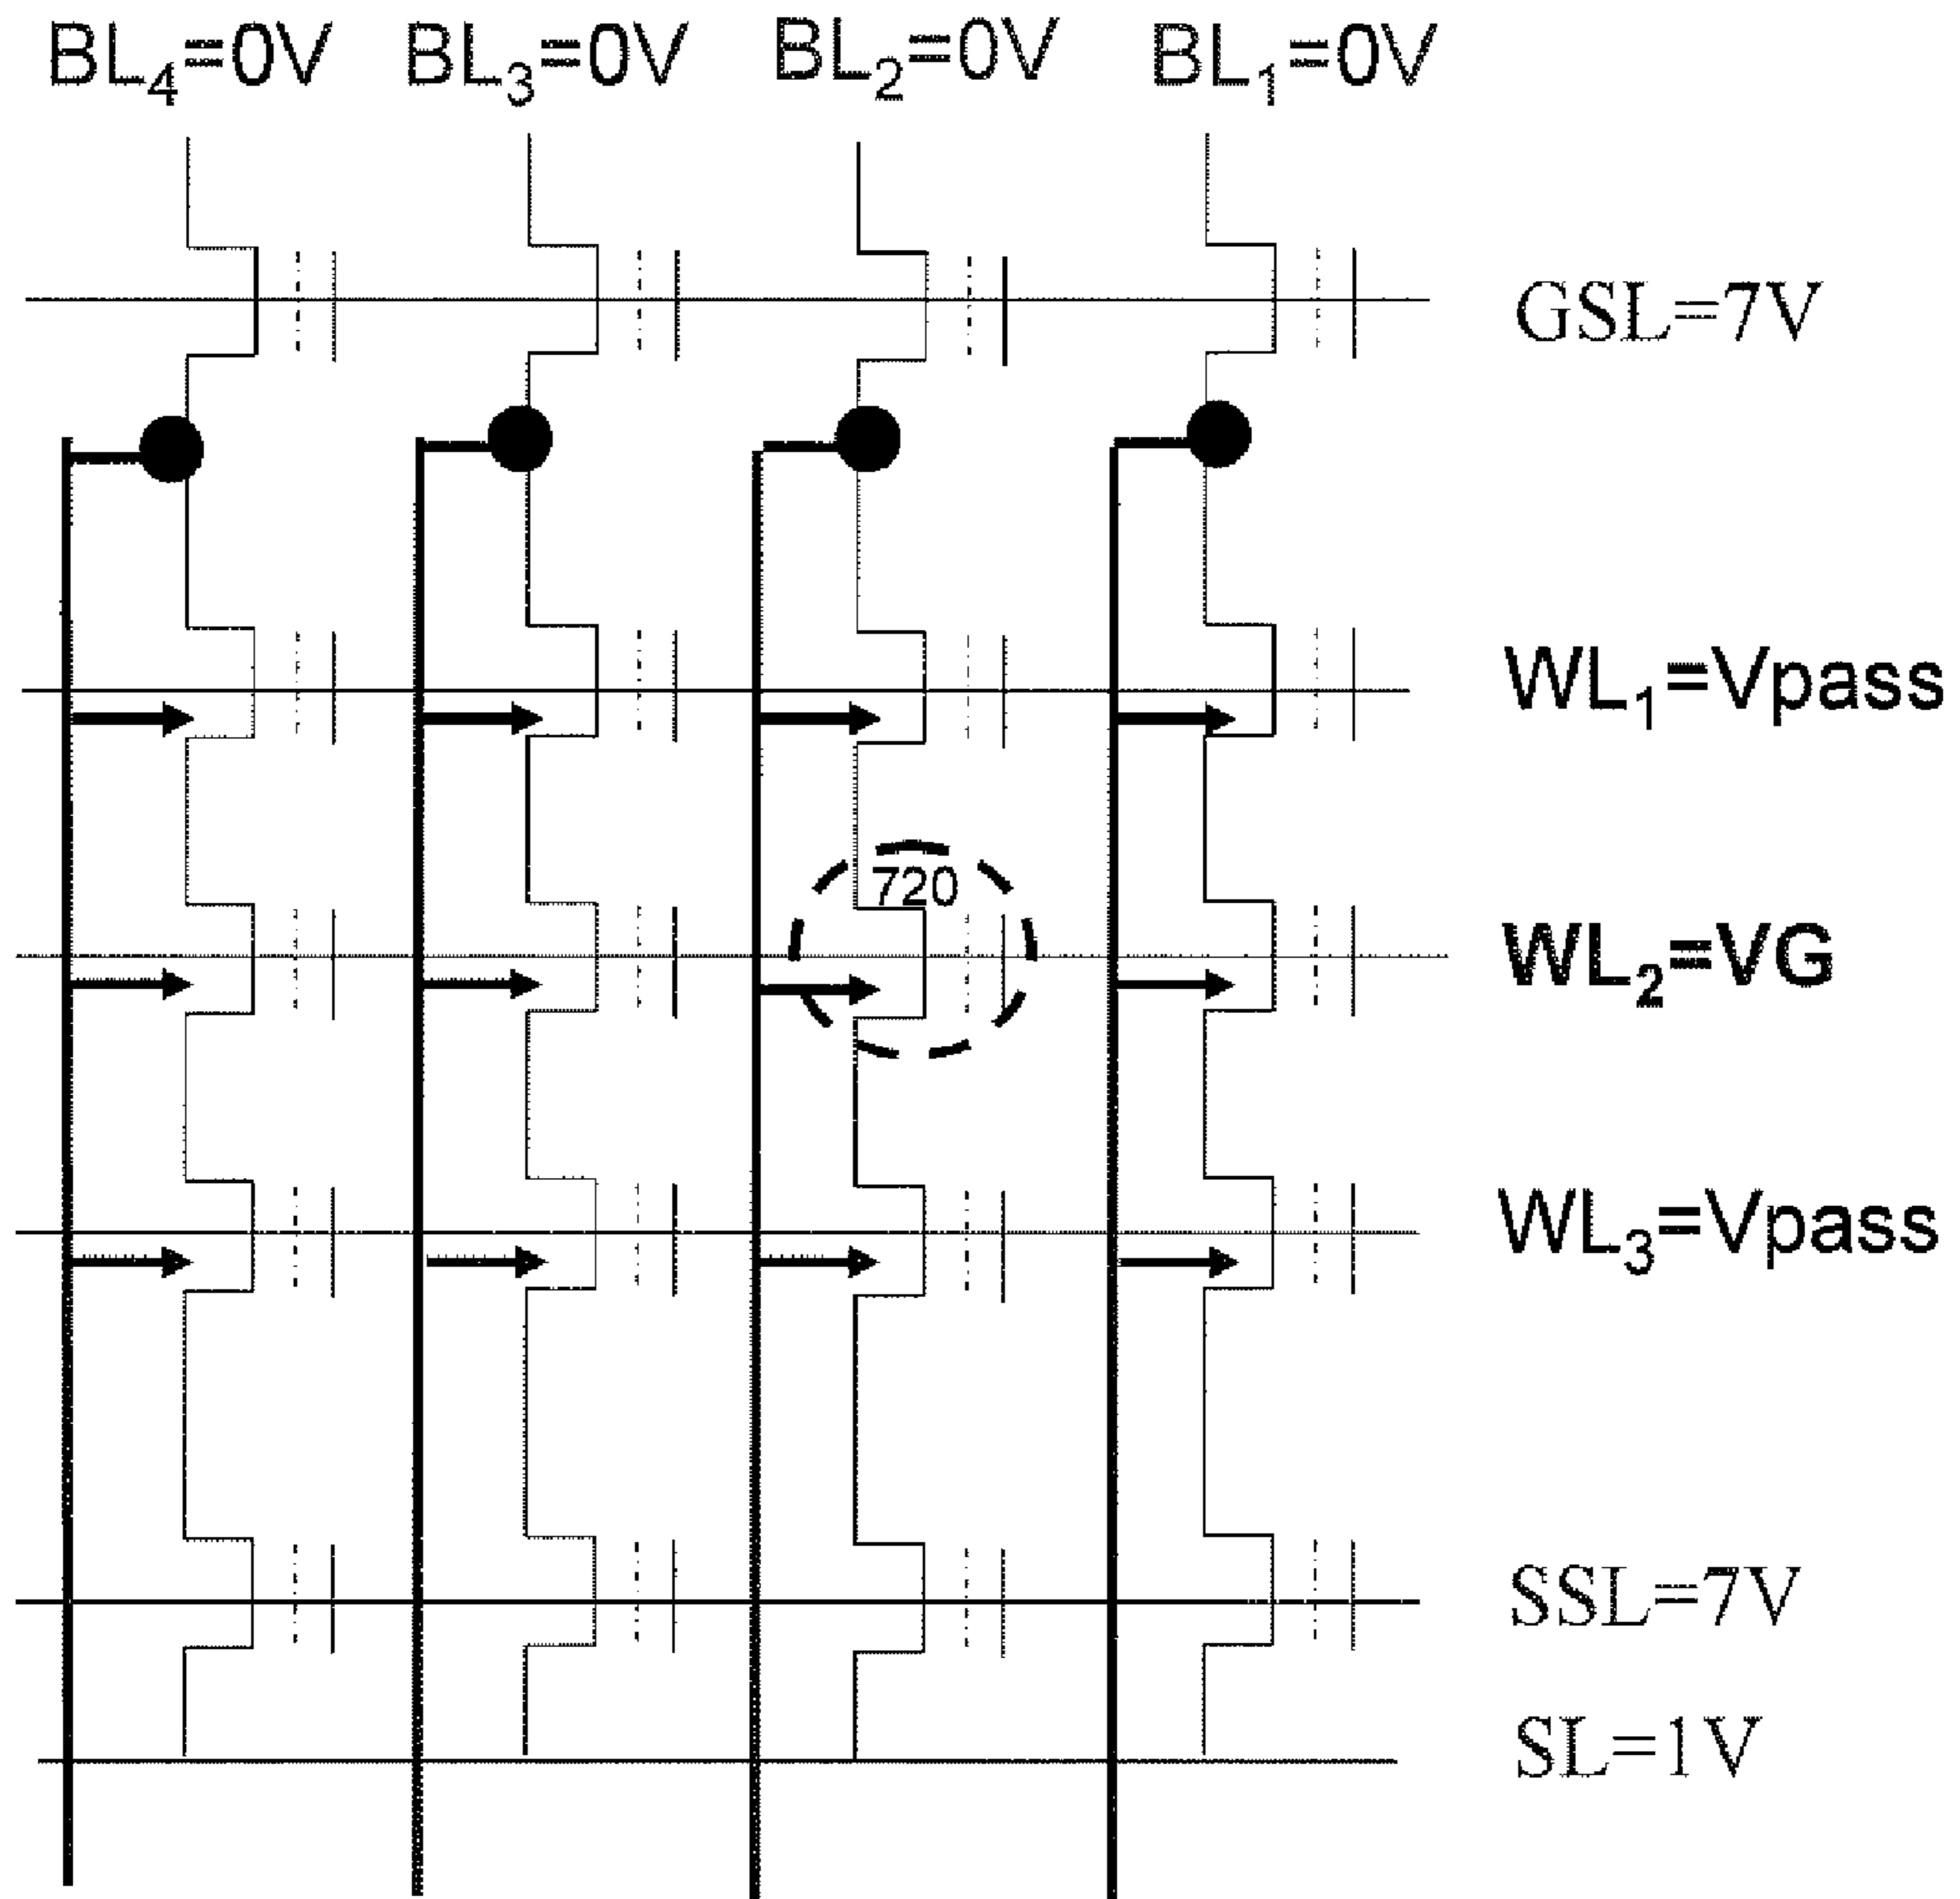 BL₄=0V BL₃=0V BL₂=0V BL₁=0V
GSL=7V
WL₁=Vpass
720
WL₂=VG
WL₃=Vpass
SSL=7V
SL=1V